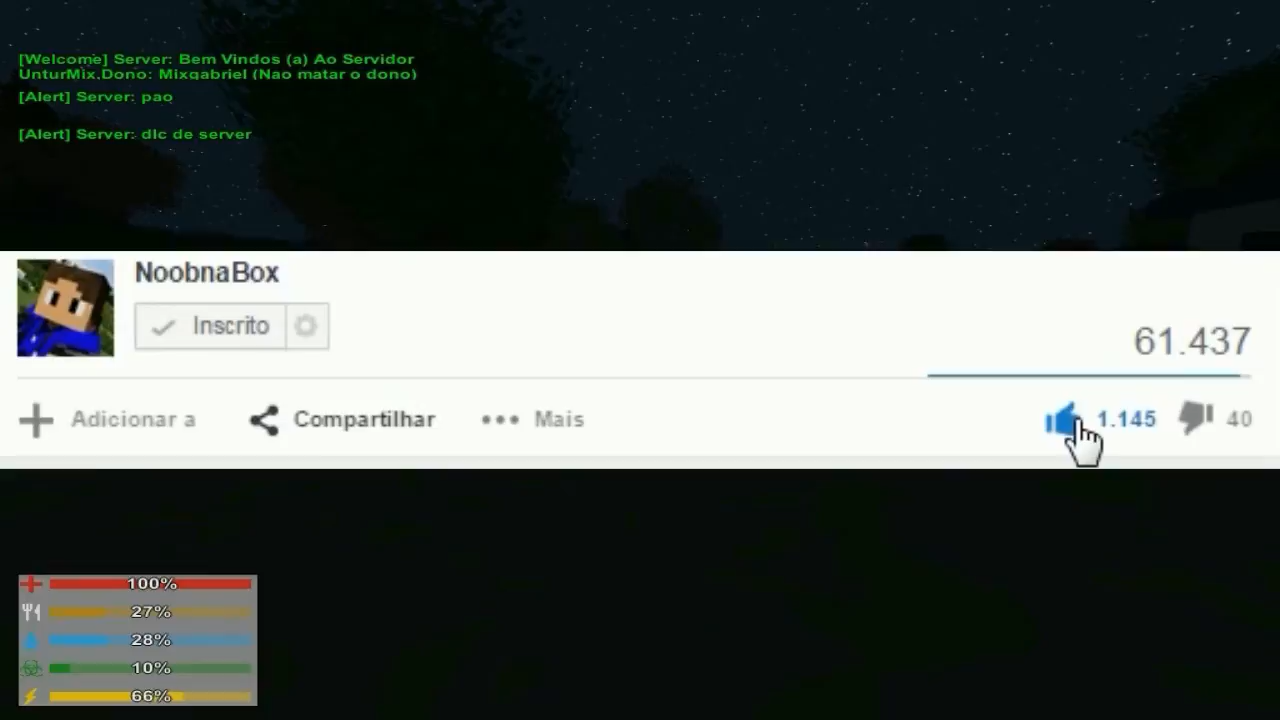 [Welcome] Server: Bem Vindos (a) Ao Servidor
UnturMix.Dono: Mixgabriel (Nao matar o dono)
[Alert] Server: pao
[Alert] Server: dlc de server
NoobnaBox
Inscrito
61.437
Adicionar a
Compartilhar
Mais
1.145
40
100%
27%
28%
10%
66%